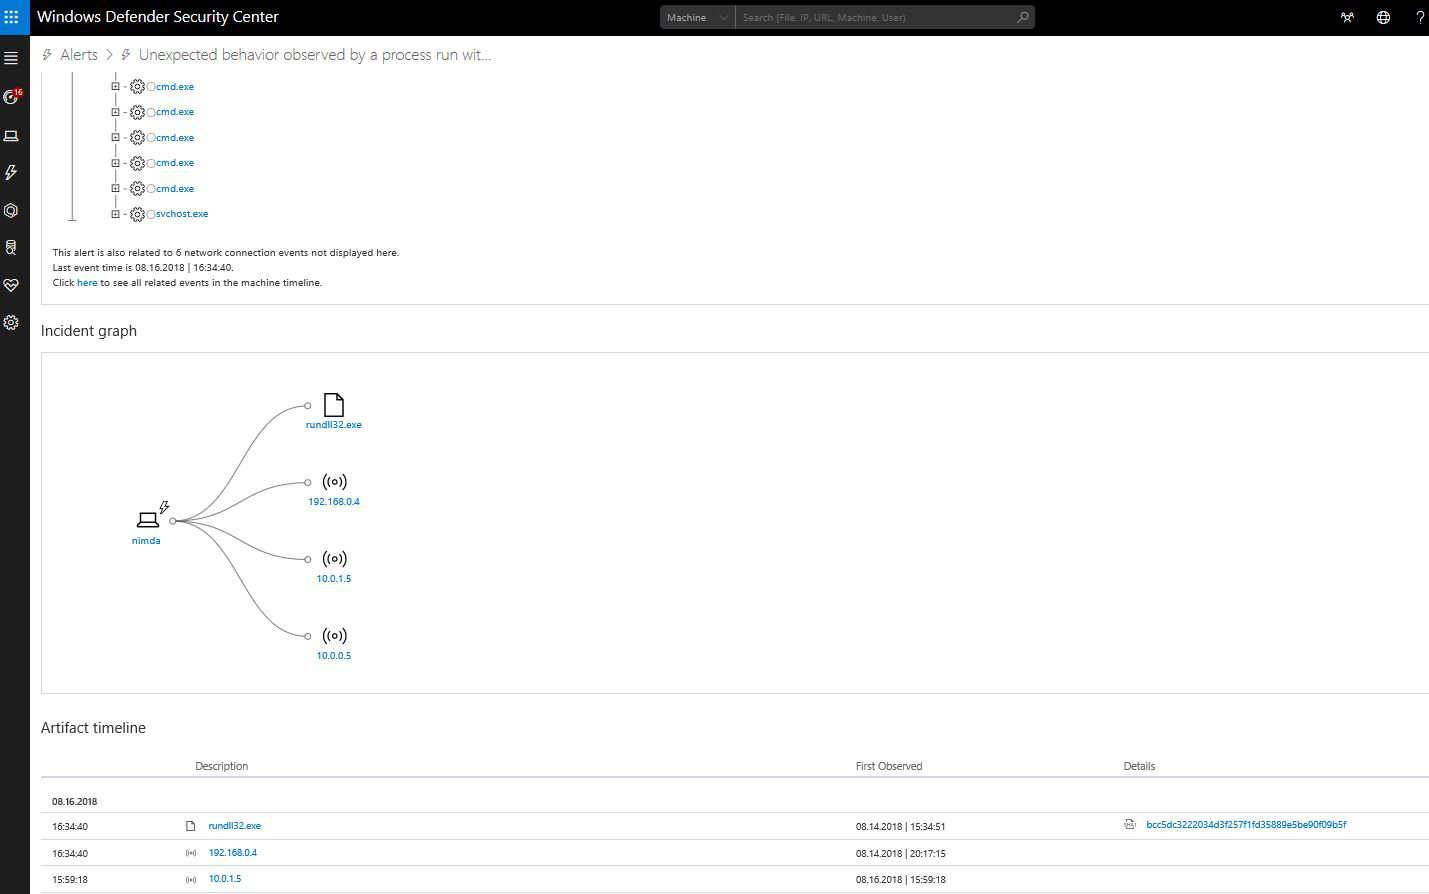 Windows Defender Security Center
Machine
Search (File, IP, URL, Machine, User)
?
16
Alerts > Unexpected behavior observed by a process run wit...
cmd.exe
cmd.exe
cmd.exe
cmd.exe
cmd.exe
svchost.exe
This alert is also related to 6 network connection events not displayed here.
Last event time is 08.16.2018 | 16:34:40.
Click here to see all related events in the machine timeline.
Incident graph
rundll32.exe
192.168.0.4
nimda
10.0.1.5
10.0.0.5
Artifact timeline
Description First Observed Details
08.16.2018
16:34:40 rundll32.exe 08.14.2018 | 15:34:51 bcc5dc3222034d3f257f1fd35889e5be90f09b5f
16:34:40 192.168.0.4 08.14.2018 | 20:17:15
15:59:18 10.0.1.5 08.16.2018 | 15:59:18